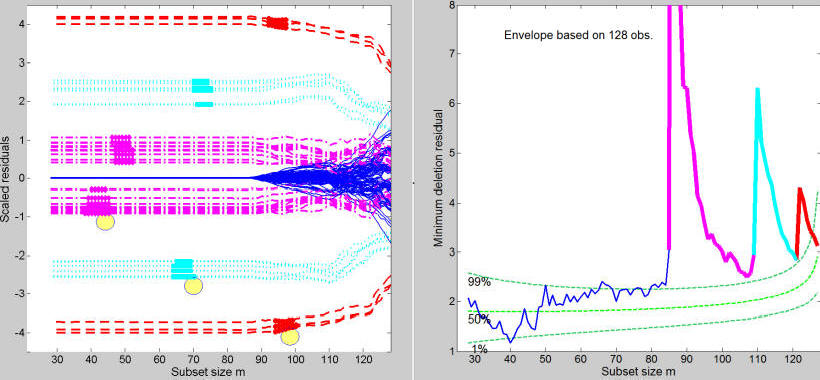 4
3
2
1
0
-1
-2
-3
-4
Scaled residuals
30 40 50 60 70 80 90 100 110 120
Subset size m
Envelope based on 128 obs.
8
7
6
5
4
3
2
1
Minimum deletion residual
99%
50%
1%
30 40 50 60 70 80 90 100 110 120
Subset size m